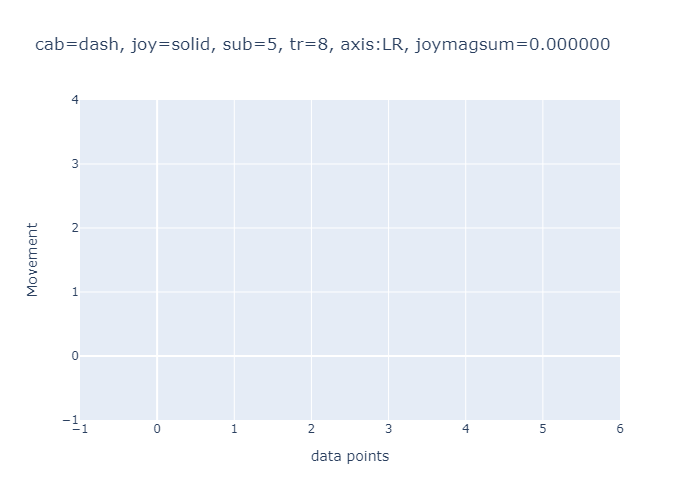 cab=dash, joy=solid, sub=5, tr=8, axis:LR, joymagsum=0.000000
4
3
2
1
0
−1
Movement
−1 0 1 2 3 4 5 6
data points